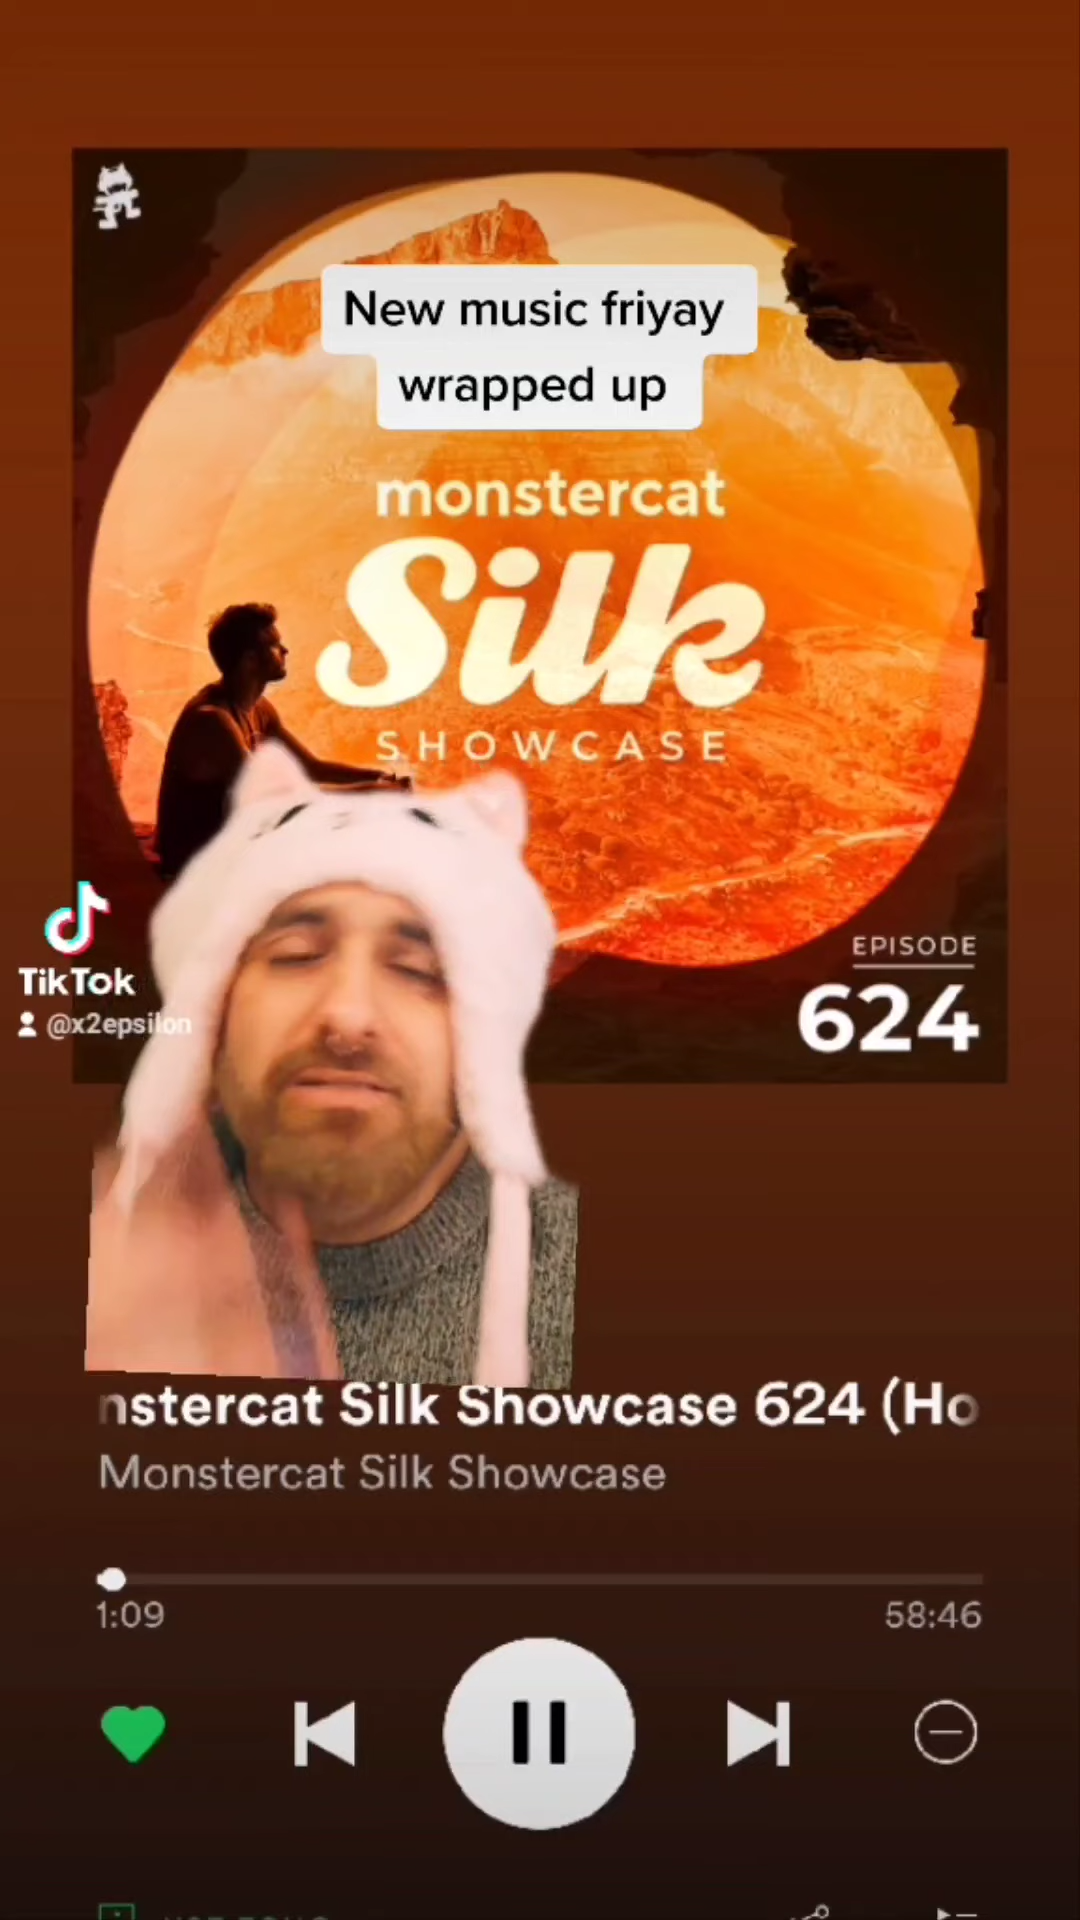 New music friyay
wrapped up
monstercat
Silk
SHOWCASE
TikTok
@x2epsilon
EPISODE
624
nstercat Silk Showcase 624 (Ho
Monstercat Silk Showcase
1:09
58:46